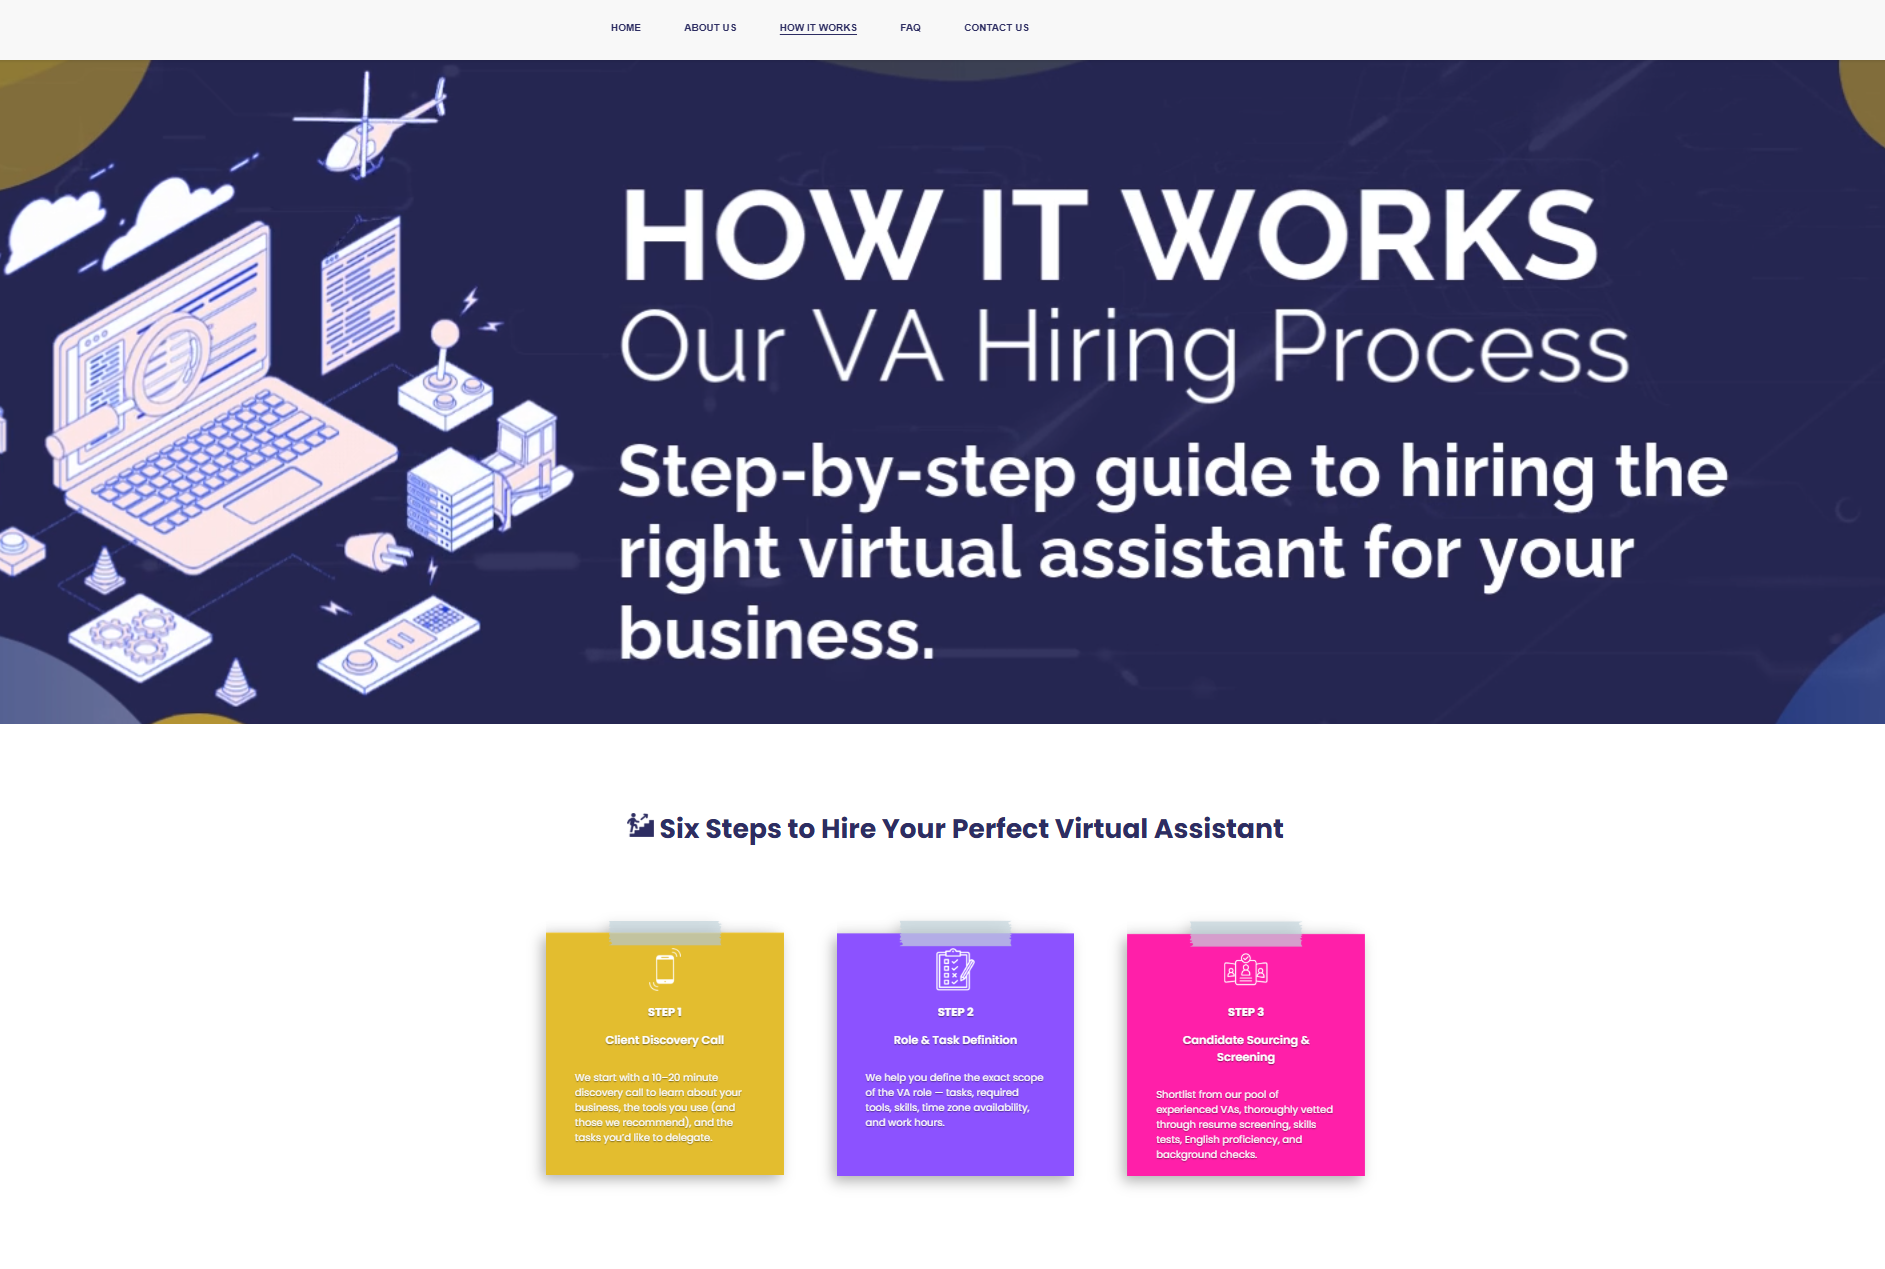 HOME
ABOUT US
HOW IT WORKS
FAQ
CONTACT US
HOW IT WORKS
Our VA Hiring Process
Step-by-step guide to hiring the
right virtual assistant for your
business.
Six Steps to Hire Your Perfect Virtual Assistant
STEP 1
Client Discovery Call
We start with a 10–20 minute
discovery call to learn about your
business, the tools you use (and
those we recommend), and the
tasks you'd like to delegate.
STEP 2
Role & Task Definition
We help you define the exact scope
of the VA role — tasks, required
tools, skills, time zone availability,
and work hours.
STEP 3
Candidate Sourcing &
Screening
Shortlist from our pool of
experienced VAs, thoroughly vetted
through resume screening, skills
tests, English proficiency, and
background checks.